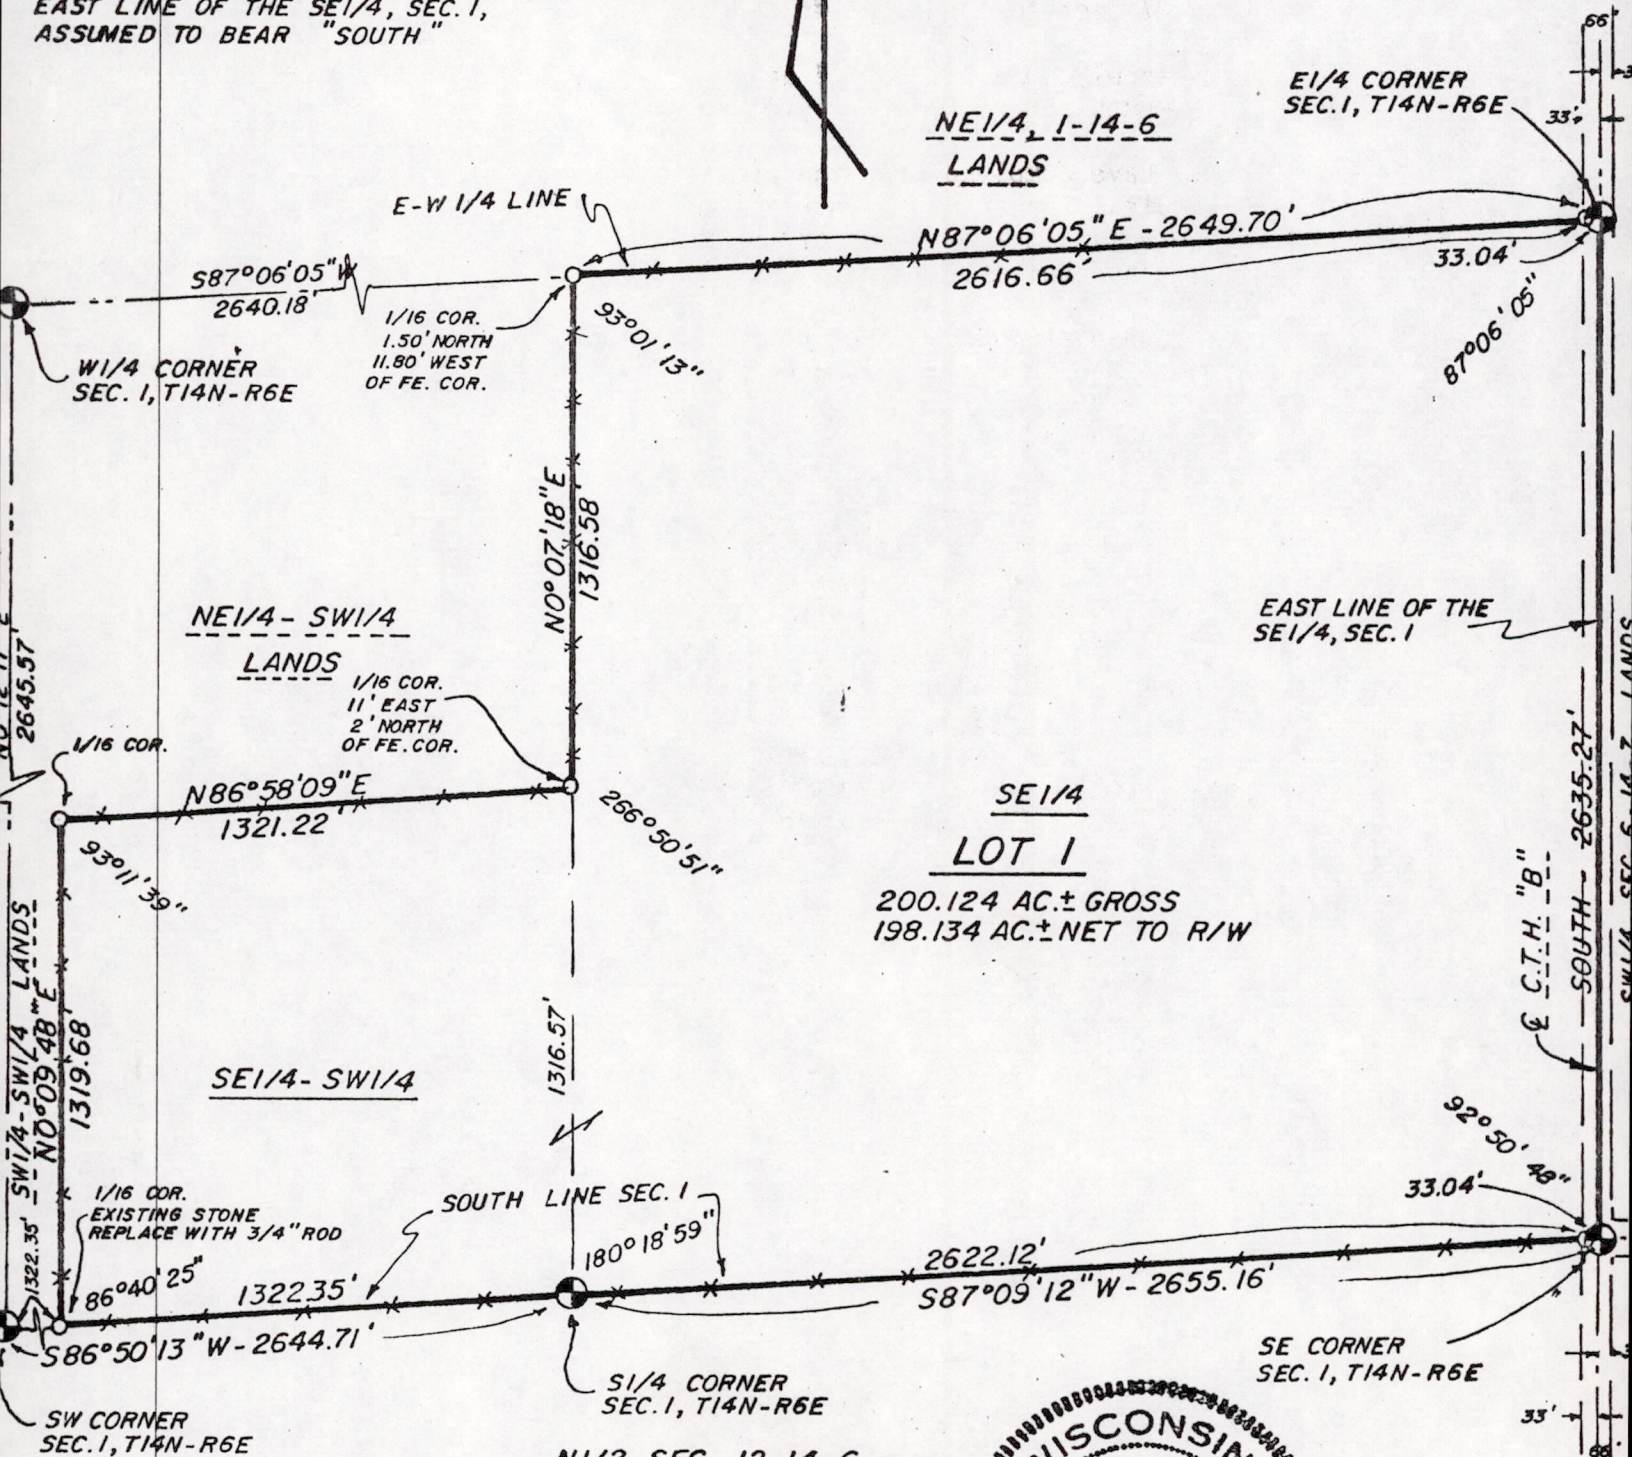 EAST LINE OF THE SE1/4, SEC. 1,
ASSUMED TO BEAR "SOUTH"
66'
E1/4 CORNER
SEC. 1, T14N-R6E
33'
NE1/4, 1-14-6
LANDS
E-W 1/4 LINE
N87°06'05"E - 2649.70'
2616.66'
33.04'
87°06'05"
S87°06'05"W
2640.18'
1/16 COR.
1.50' NORTH
11.80' WEST
OF FE. COR.
93°01'13"
W1/4 CORNER
SEC. 1, T14N-R6E
N0°07'18"E
1316.58'
EAST LINE OF THE
SE1/4, SEC. 1
NE1/4 - SW1/4
LANDS
1/16 COR.
11' EAST
2' NORTH
OF FE. COR.
2645.57'
1/16 COR.
N86°58'09"E
1321.22'
266°50'51"
93°11'39"
SE1/4
LOT 1
200.124 AC.± GROSS
198.134 AC.± NET TO R/W
SOUTH - 2635.27'
℄ C.T.H. "B"
SW1/4, SEC. 6-14-7 LANDS
SW1/4 - SW1/4 LANDS
N0°09'48"E
1319.68'
1316.57'
SE1/4 - SW1/4
92°50'48"
33.04'
1/16 COR.
EXISTING STONE
REPLACE WITH 3/4" ROD
SOUTH LINE SEC. 1
180°18'59"
1322.35'
86°40'25"
1322.35'
2622.12'
S87°09'12"W - 2655.16'
S86°50'13"W - 2644.71'
SE CORNER
SEC. 1, T14N-R6E
S1/4 CORNER
SEC. 1, T14N-R6E
SW CORNER
SEC. 1, T14N-R6E
33'
66'
WISCONSIN